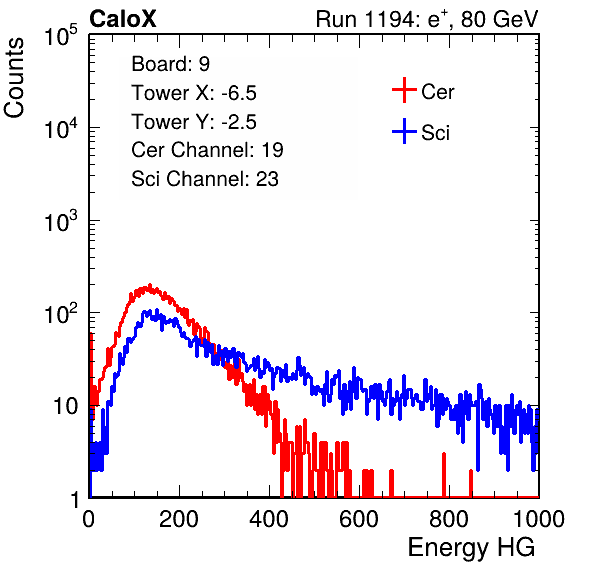 CaloX Run 1194: e⁺, 80 GeV
Counts
10⁵
10⁴
10³
10²
10
1
Board: 9
Tower X: -6.5
Tower Y: -2.5
Cer Channel: 19
Sci Channel: 23
Cer
Sci
0 200 400 600 800 1000
Energy HG